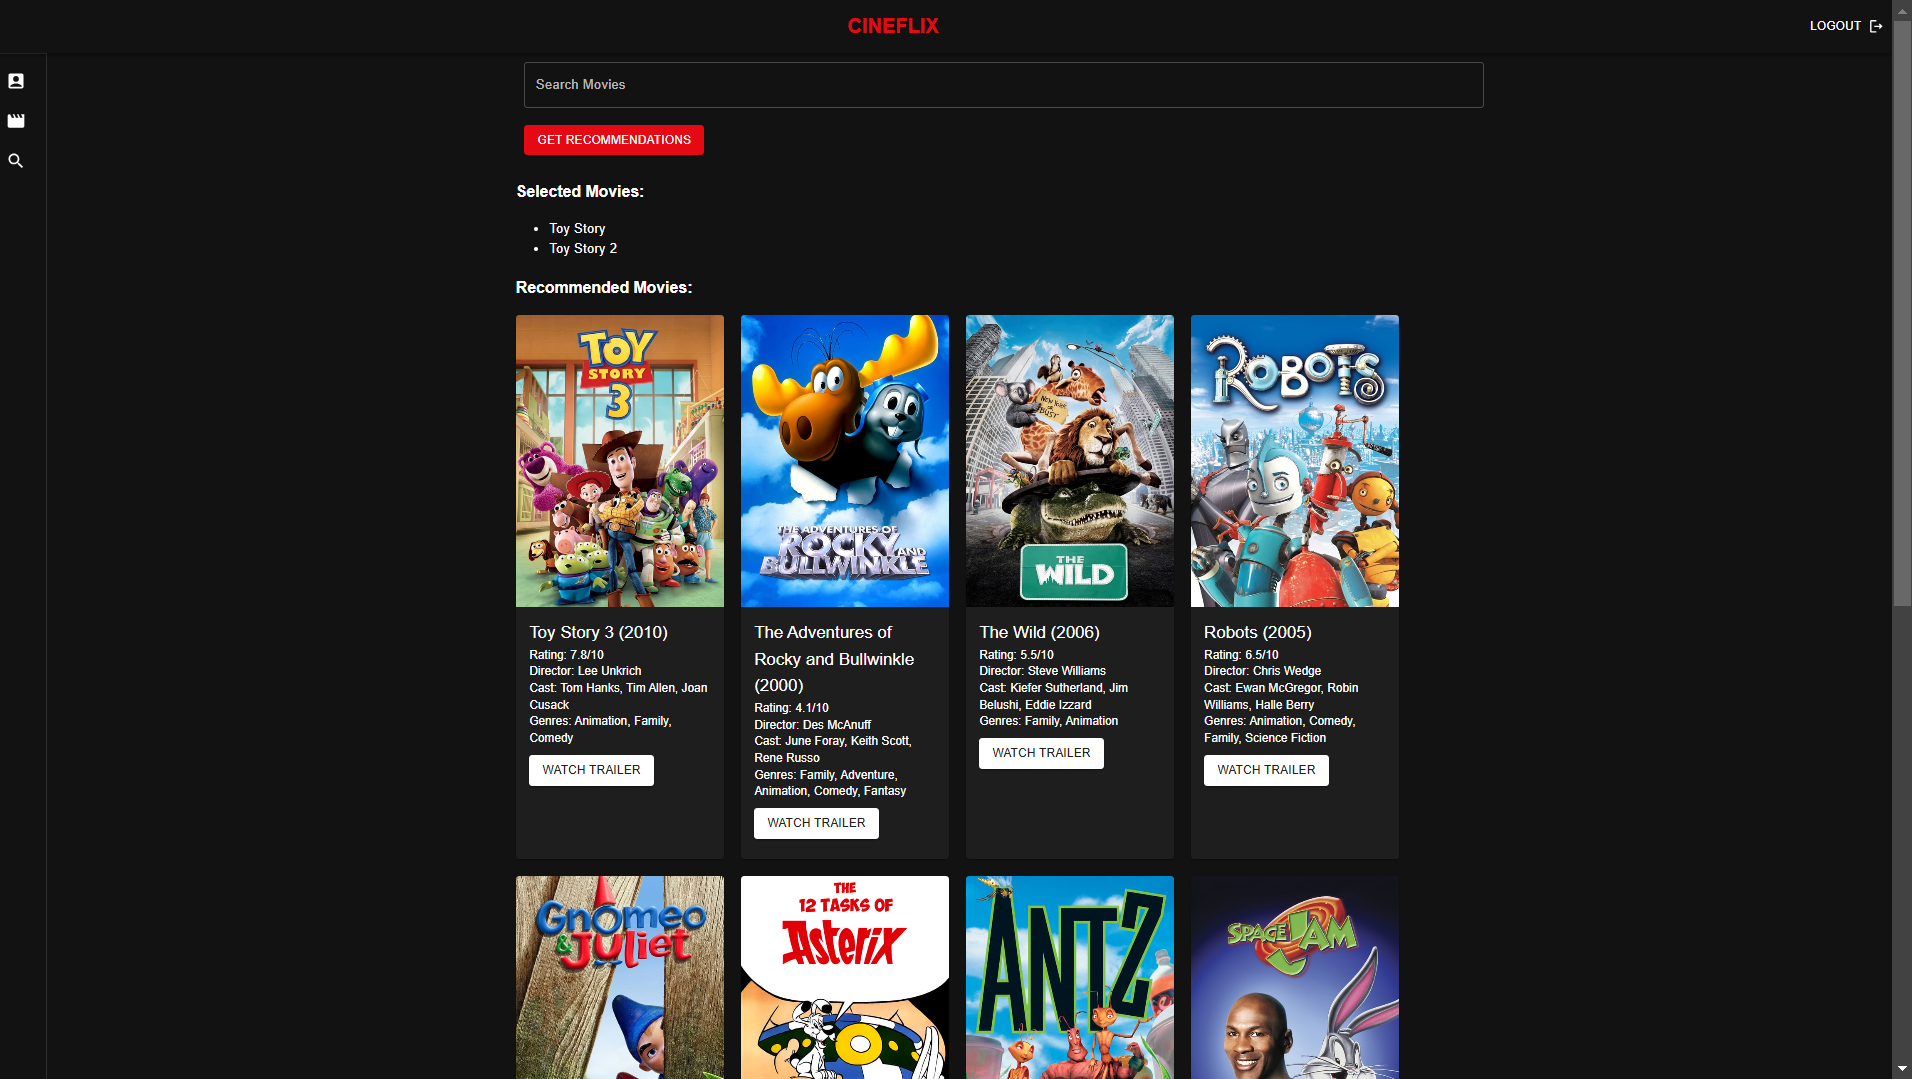 CINEFLIX
LOGOUT
Search Movies
GET RECOMMENDATIONS
Selected Movies:
Toy Story
Toy Story 2
Recommended Movies:
TOY
STORY
3
THE ADVENTURES OF
ROCKY AND
BULLWINKLE
NEW YORK
OR
BUST
THE
WILD
ROBOTS
Toy Story 3 (2010)
Rating: 7.8/10
Director: Lee Unkrich
Cast: Tom Hanks, Tim Allen, Joan
Cusack
Genres: Animation, Family,
Comedy
WATCH TRAILER
The Adventures of
Rocky and Bullwinkle
(2000)
Rating: 4.1/10
Director: Des McAnuff
Cast: June Foray, Keith Scott,
Rene Russo
Genres: Family, Adventure,
Animation, Comedy, Fantasy
WATCH TRAILER
The Wild (2006)
Rating: 5.5/10
Director: Steve Williams
Cast: Kiefer Sutherland, Jim
Belushi, Eddie Izzard
Genres: Family, Animation
WATCH TRAILER
Robots (2005)
Rating: 6.5/10
Director: Chris Wedge
Cast: Ewan McGregor, Robin
Williams, Halle Berry
Genres: Animation, Comedy,
Family, Science Fiction
WATCH TRAILER
Gnomeo
& Juliet
THE
12 TASKS OF
Asterix
ANTZ
SPACE JAM